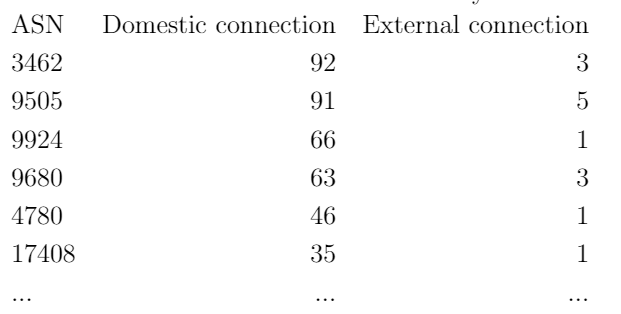 ASN Domestic connection External connection
3462 92 3
9505 91 5
9924 66 1
9680 63 3
4780 46 1
17408 35 1
... ... ...